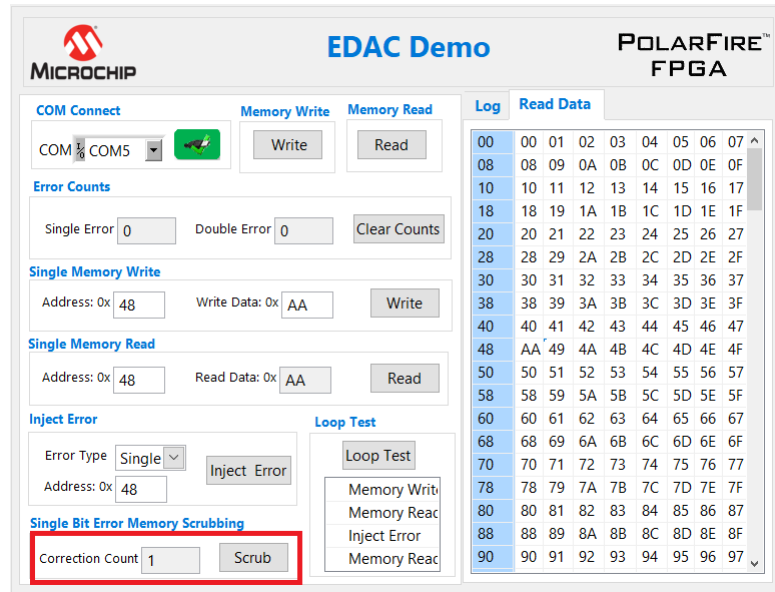 MICROCHIP
EDAC Demo
POLARFIRE™
FPGA
COM Connect
COM COM5
Memory Write
Write
Memory Read
Read
Error Counts
Single Error 0 Double Error 0 Clear Counts
Single Memory Write
Address: 0x 48 Write Data: 0x AA Write
Single Memory Read
Address: 0x 48 Read Data: 0x AA Read
Inject Error
Error Type Single
Address: 0x 48
Inject Error
Loop Test
Loop Test
Memory Write
Memory Read
Inject Error
Memory Read
Single Bit Error Memory Scrubbing
Correction Count 1 Scrub
Log Read Data
00 00 01 02 03 04 05 06 07
08 08 09 0A 0B 0C 0D 0E 0F
10 10 11 12 13 14 15 16 17
18 18 19 1A 1B 1C 1D 1E 1F
20 20 21 22 23 24 25 26 27
28 28 29 2A 2B 2C 2D 2E 2F
30 30 31 32 33 34 35 36 37
38 38 39 3A 3B 3C 3D 3E 3F
40 40 41 42 43 44 45 46 47
48 AA 49 4A 4B 4C 4D 4E 4F
50 50 51 52 53 54 55 56 57
58 58 59 5A 5B 5C 5D 5E 5F
60 60 61 62 63 64 65 66 67
68 68 69 6A 6B 6C 6D 6E 6F
70 70 71 72 73 74 75 76 77
78 78 79 7A 7B 7C 7D 7E 7F
80 80 81 82 83 84 85 86 87
88 88 89 8A 8B 8C 8D 8E 8F
90 90 91 92 93 94 95 96 97